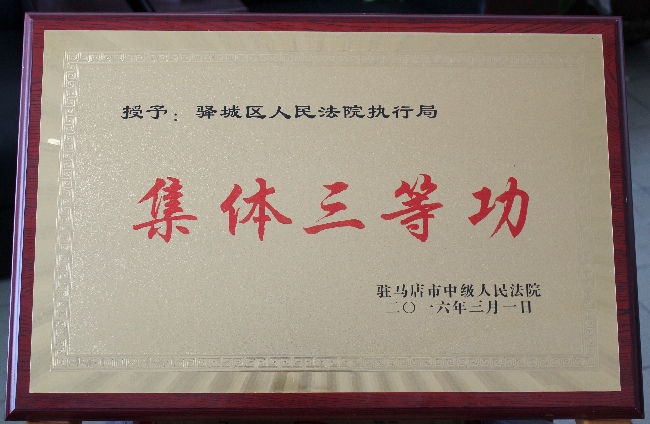 授予：驿城区人民法院执行局
集体三等功
驻马店市中级人民法院
二〇一六年三月一日